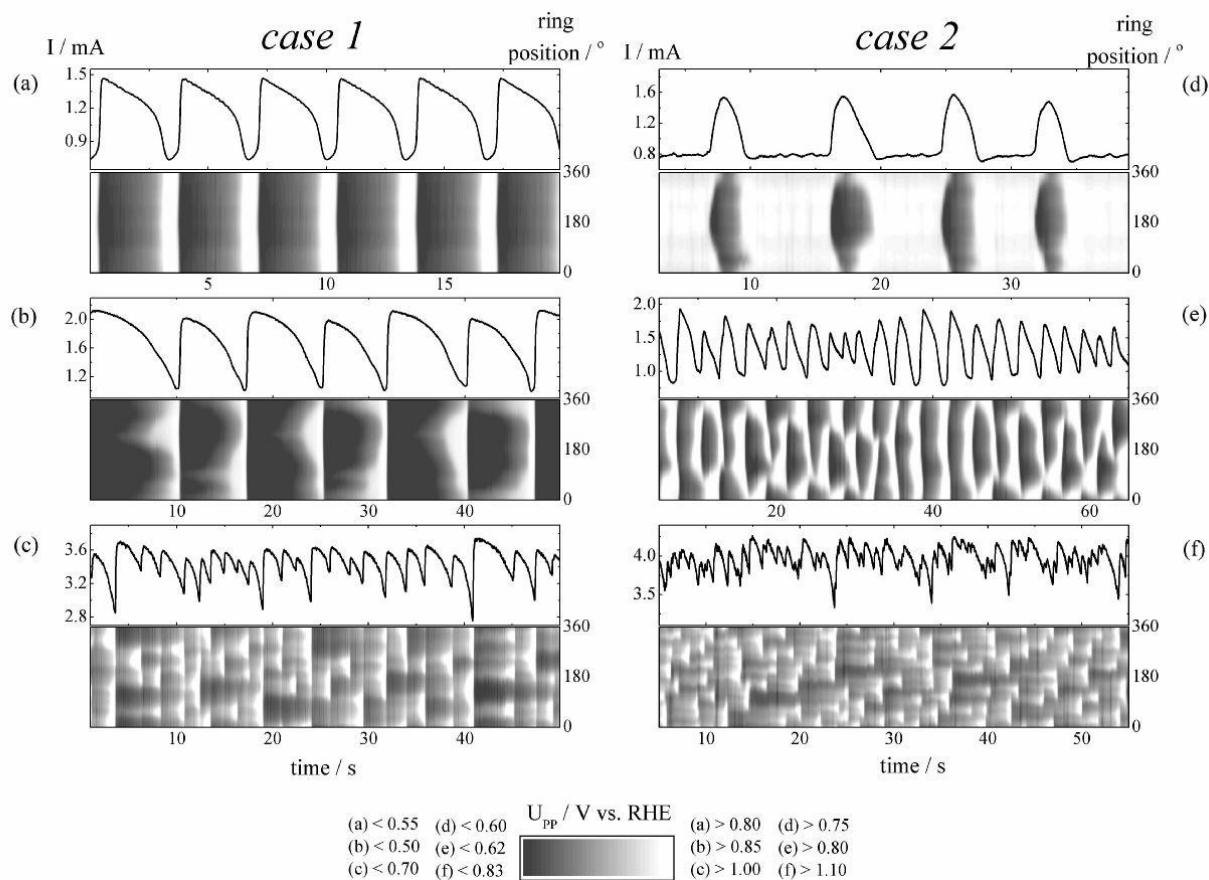 case 1
case 2
I / mA
ring
position / °
I / mA
ring
position / °
(a)
1.5
1.2
0.9
360
180
0
5
10
15
(d)
1.6
1.2
0.8
360
180
0
10
20
30
(b)
2.0
1.6
1.2
360
180
0
10
20
30
40
50
(e)
2.0
1.5
1.0
360
180
0
20
40
60
(c)
3.6
3.2
2.8
360
180
0
10
20
30
40
50
time / s
(f)
4.0
3.5
360
180
0
10
20
30
40
50
time / s
U_PP / V vs. RHE
(a) < 0.55 (d) < 0.60
(b) < 0.50 (e) < 0.62
(c) < 0.70 (f) < 0.83
(a) > 0.80 (d) > 0.75
(b) > 0.85 (e) > 0.80
(c) > 1.00 (f) > 1.10